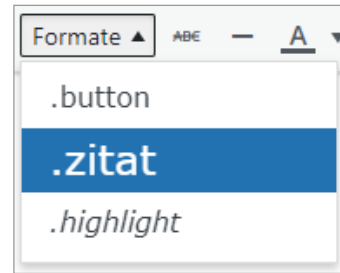 Formate ▲ ABC — A ▼
.button
.zitat
.highlight